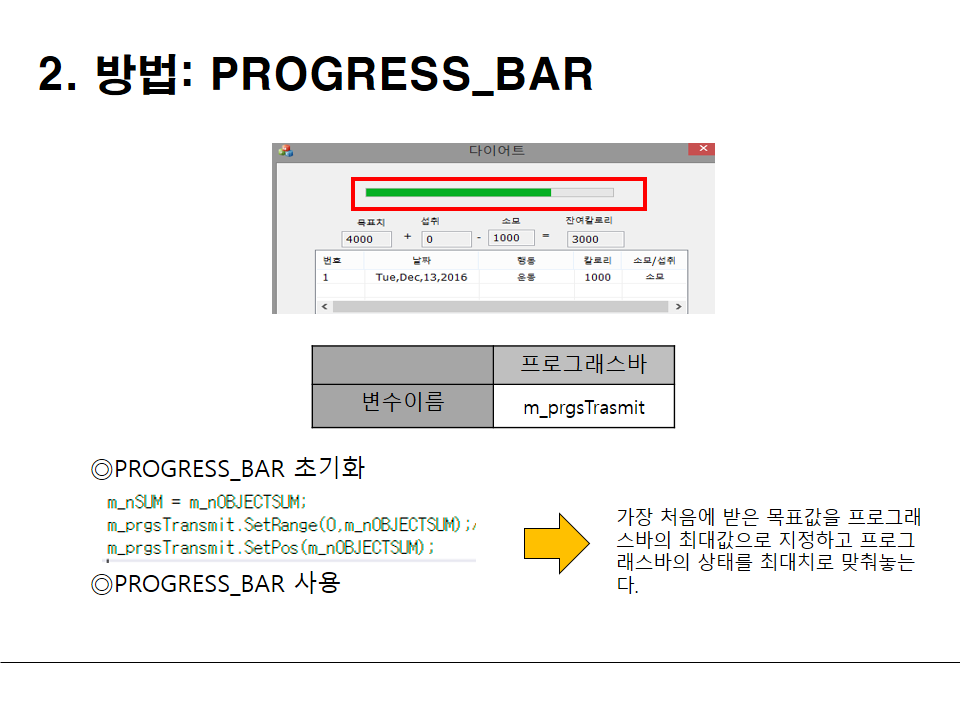 2. 방법: PROGRESS_BAR
다이어트
목표치 섭취 소모 잔여칼로리
4000 + 0 - 1000 = 3000
번호 날짜 행동 칼로리 소모/섭취
1 Tue,Dec,13,2016 운동 1000 소모
프로그래스바
변수이름 m_prgsTrasmit
◎PROGRESS_BAR 초기화
m_nSUM = m_nOBJECTSUM;
m_prgsTransmit.SetRange(0,m_nOBJECTSUM);/
m_prgsTransmit.SetPos(m_nOBJECTSUM);
가장 처음에 받은 목표값을 프로그래
스바의 최대값으로 지정하고 프로그
래스바의 상태를 최대치로 맞춰놓는
다.
◎PROGRESS_BAR 사용